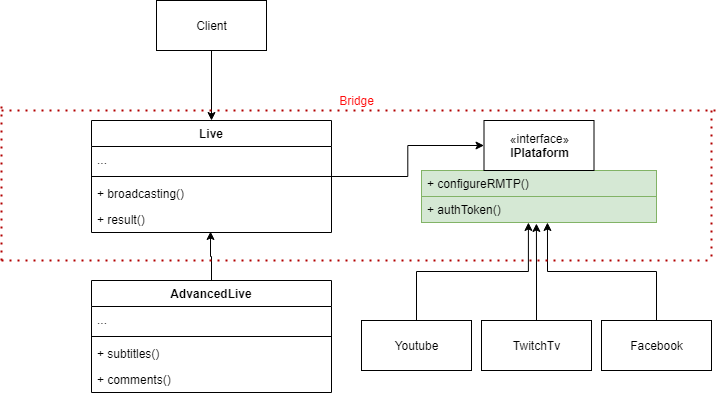 Client
Bridge
Live
...
+ broadcasting()
+ result()
«interface»
IPlataform
+ configureRMTP()
+ authToken()
AdvancedLive
...
+ subtitles()
+ comments()
Youtube
TwitchTv
Facebook